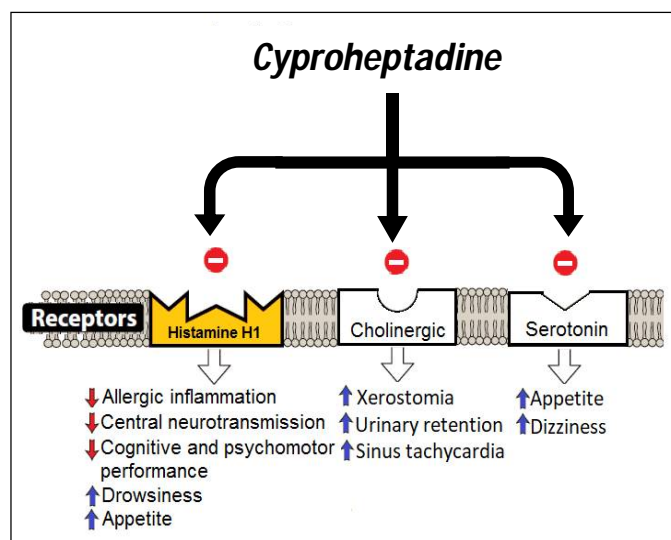 Cyproheptadine
Receptors
Histamine H1
Cholinergic
Serotonin
Allergic inflammation
Central neurotransmission
Cognitive and psychomotor
performance
Drowsiness
Appetite
Xerostomia
Urinary retention
Sinus tachycardia
Appetite
Dizziness